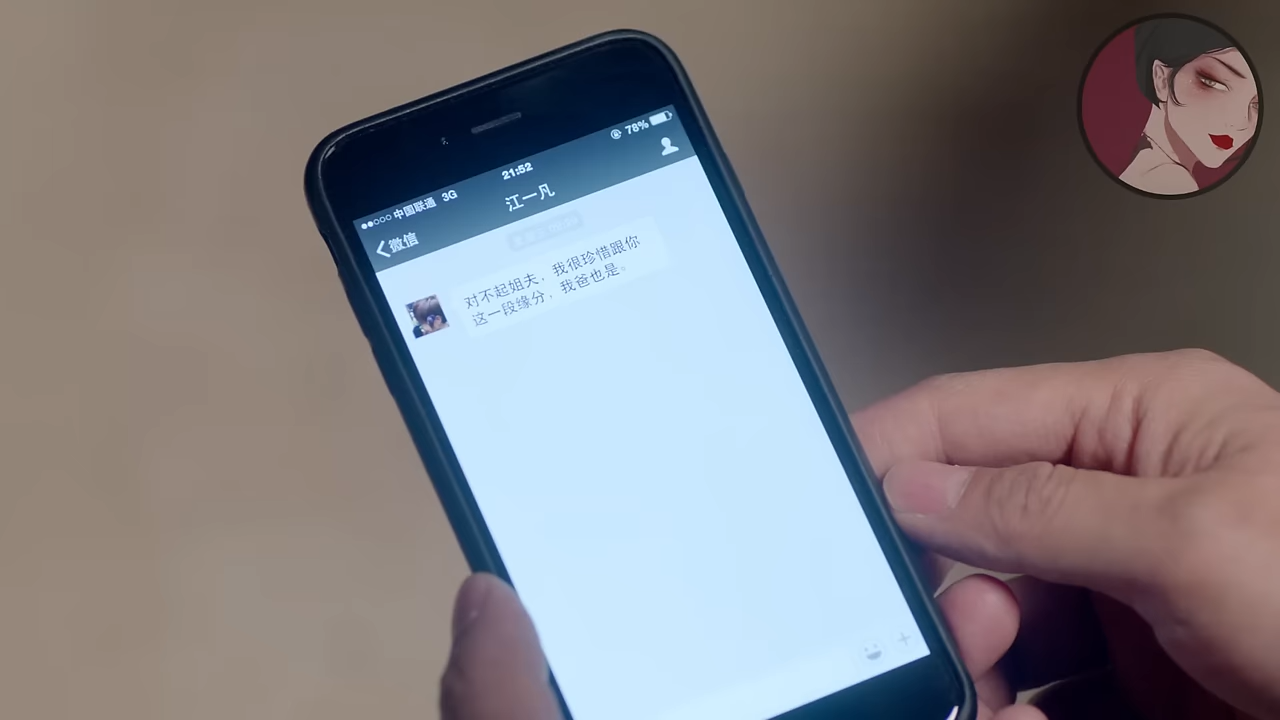 中国联通 3G
21:52
78%
微信
江一凡
对不起姐夫，我很珍惜跟你
这一段缘分，我爸也是。